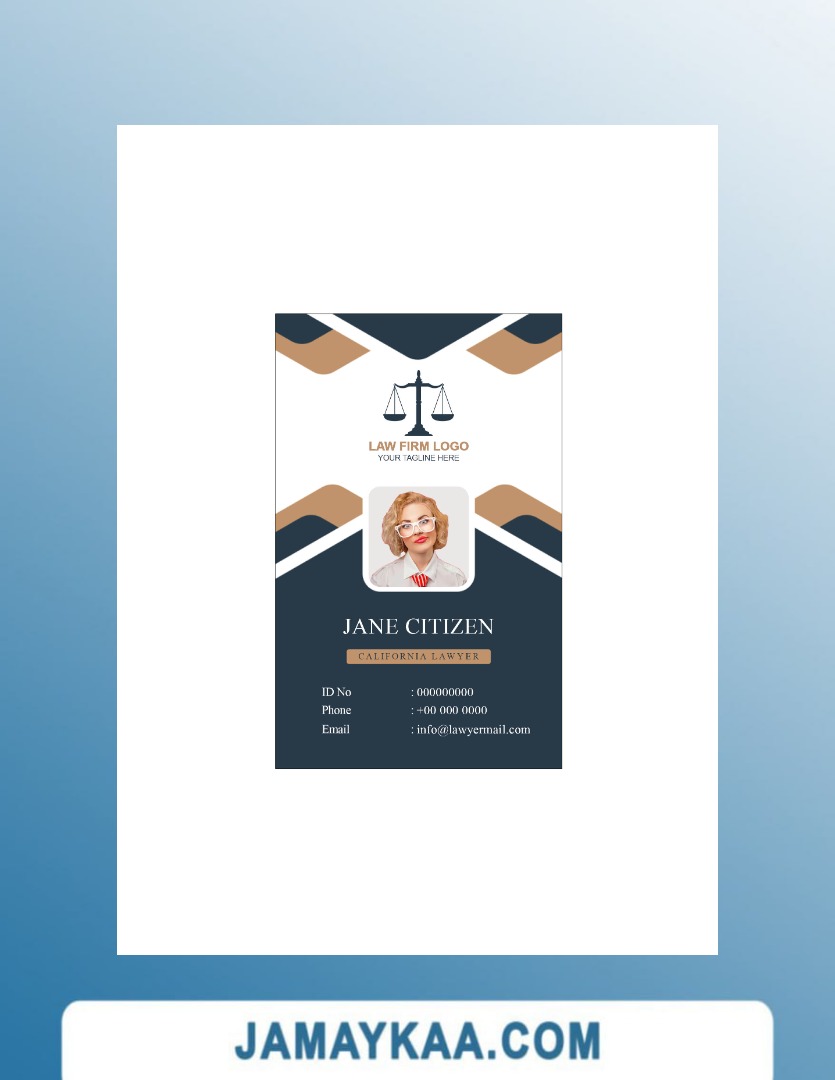 LAW FIRM LOGO
YOUR TAGLINE HERE
JANE CITIZEN
CALIFORNIA LAWYER
ID No : 000000000
Phone : +00 000 0000
Email : info@lawyermail.com
JAMAYKAA.COM